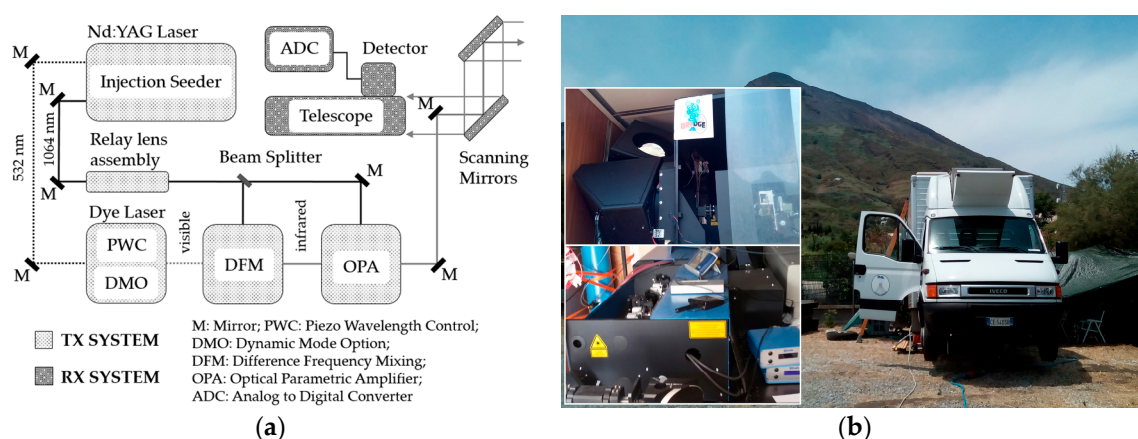 Nd:YAG Laser
M
Injection Seeder
M
532 nm
1064 nm
ADC
Detector
Telescope
M
Scanning
Mirrors
Relay lens
assembly
M
Beam Splitter
M
Dye Laser
visible
infrared
PWC
DMO
DFM
OPA
M
M
TX SYSTEM
RX SYSTEM
M: Mirror; PWC: Piezo Wavelength Control;
DMO: Dynamic Mode Option;
DFM: Difference Frequency Mixing;
OPA: Optical Parametric Amplifier;
ADC: Analog to Digital Converter
(a)
IVECO
(b)